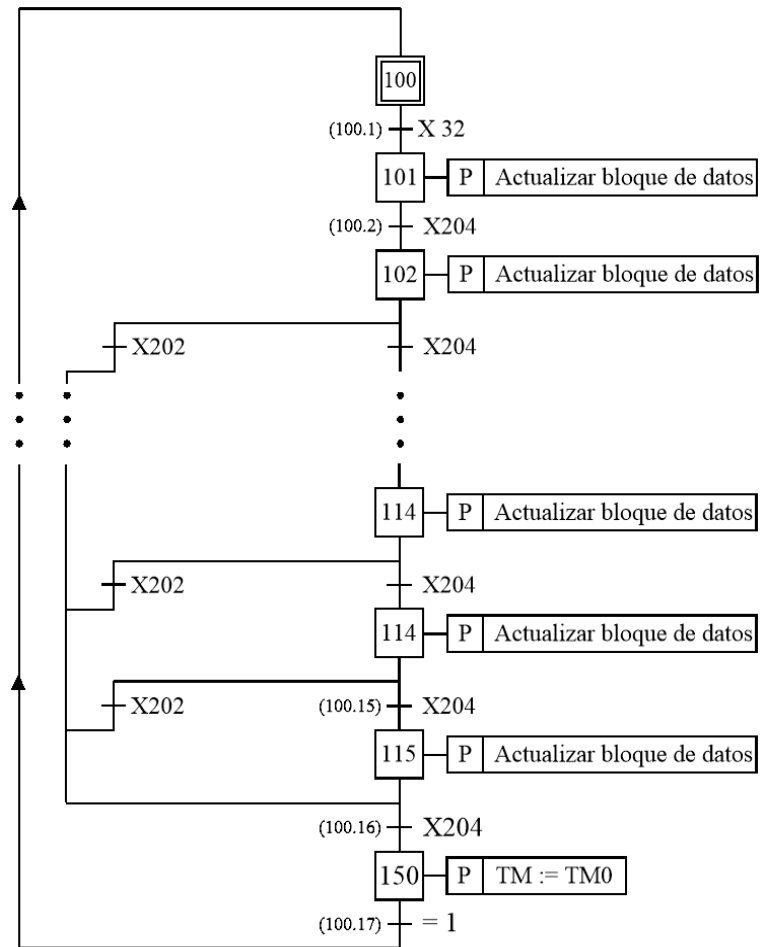 100
(100.1) X 32
101 P Actualizar bloque de datos
(100.2) X204
102 P Actualizar bloque de datos
X202 X204
114 P Actualizar bloque de datos
X202 X204
114 P Actualizar bloque de datos
X202 (100.15) X204
115 P Actualizar bloque de datos
(100.16) X204
150 P TM := TM0
(100.17) = 1